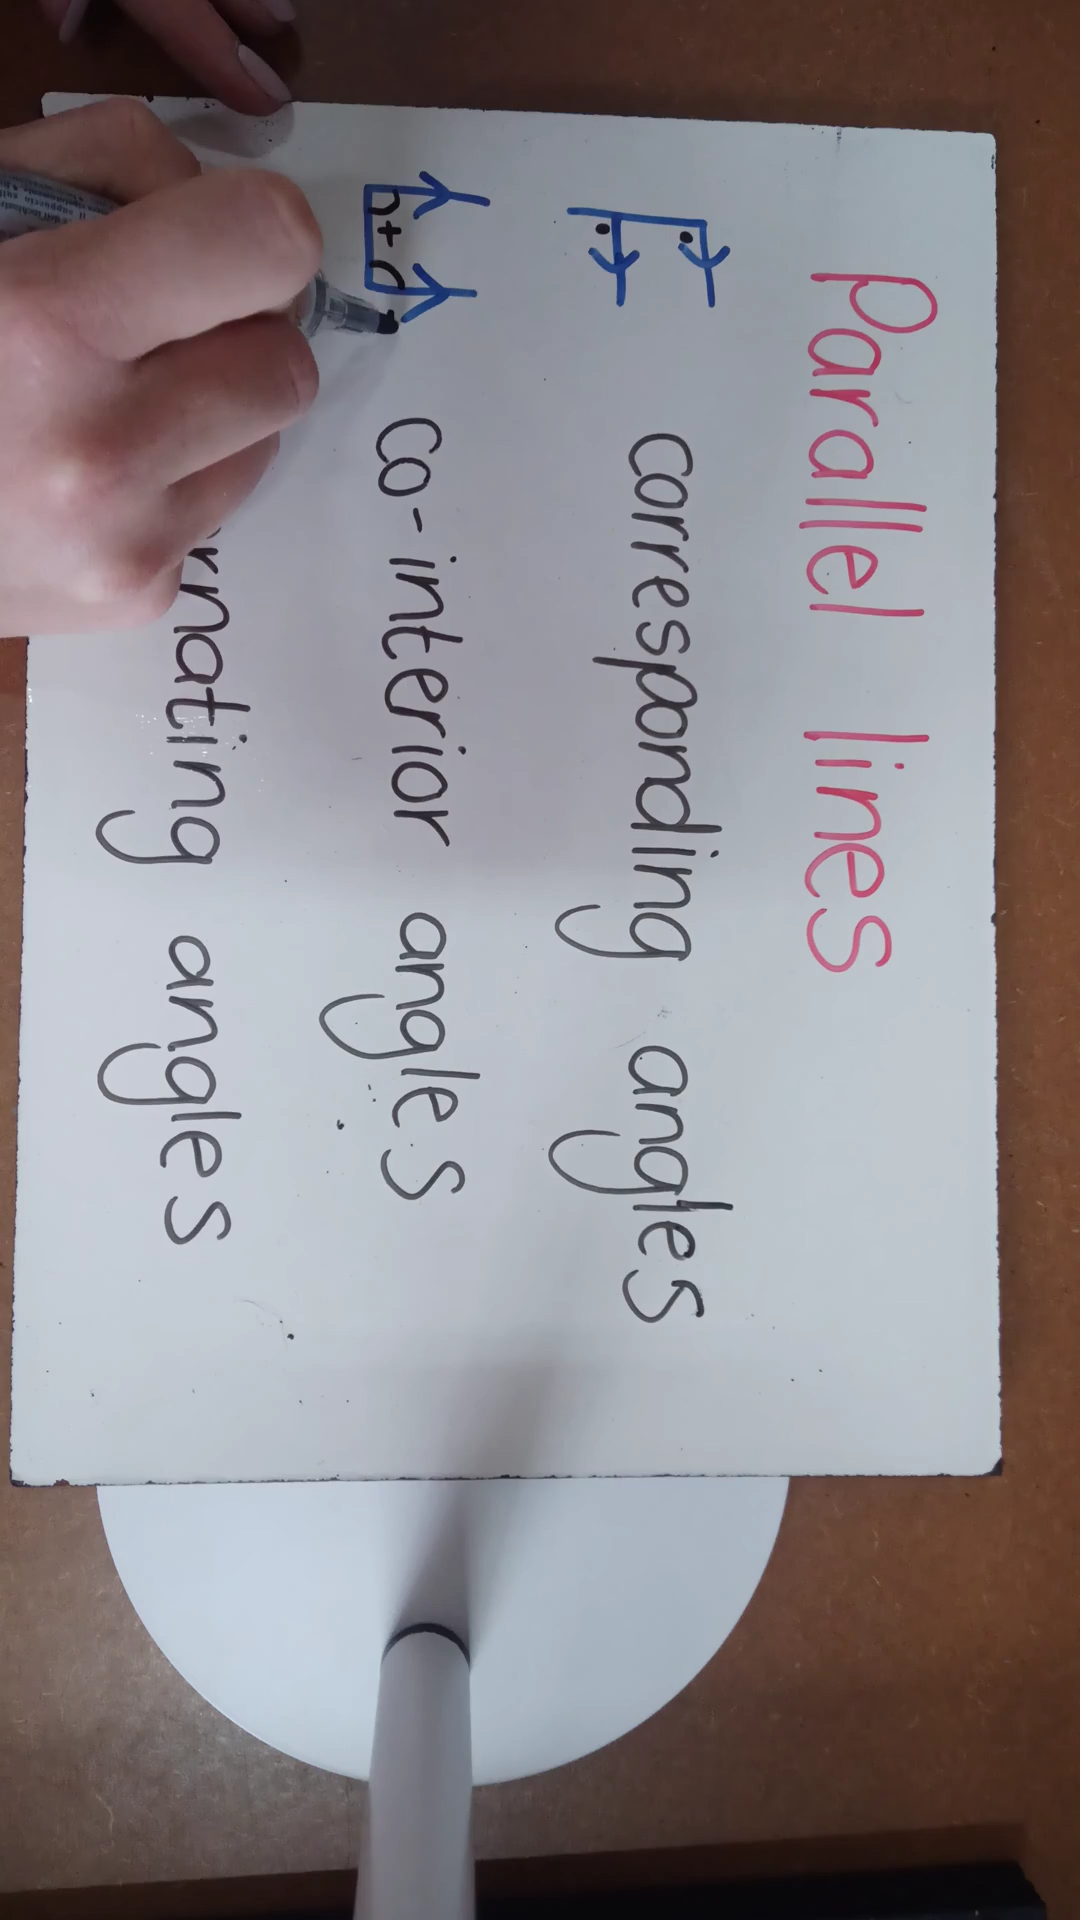 Parallel lines
corresponding angles
+
co-interior angles
angles